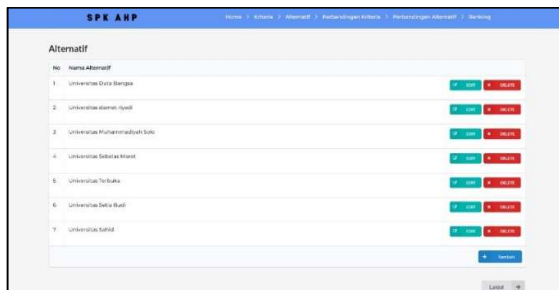 SPK AHP
Home > Kriteria > Alternatif > Perbandingan Kriteria > Perbandingan Alternatif > Ranking
Alternatif
No Nama Alternatif
1 Universitas Duta Bangsa EDIT DELETE
2 Universitas slamet riyadi EDIT DELETE
3 Universitas Muhammadiyah Solo EDIT DELETE
4 Universitas Sebelas Maret EDIT DELETE
5 Universitas Terbuka EDIT DELETE
6 Universitas Setia Budi EDIT DELETE
7 Universitas Sahid EDIT DELETE
+ Tambah
Lanjut